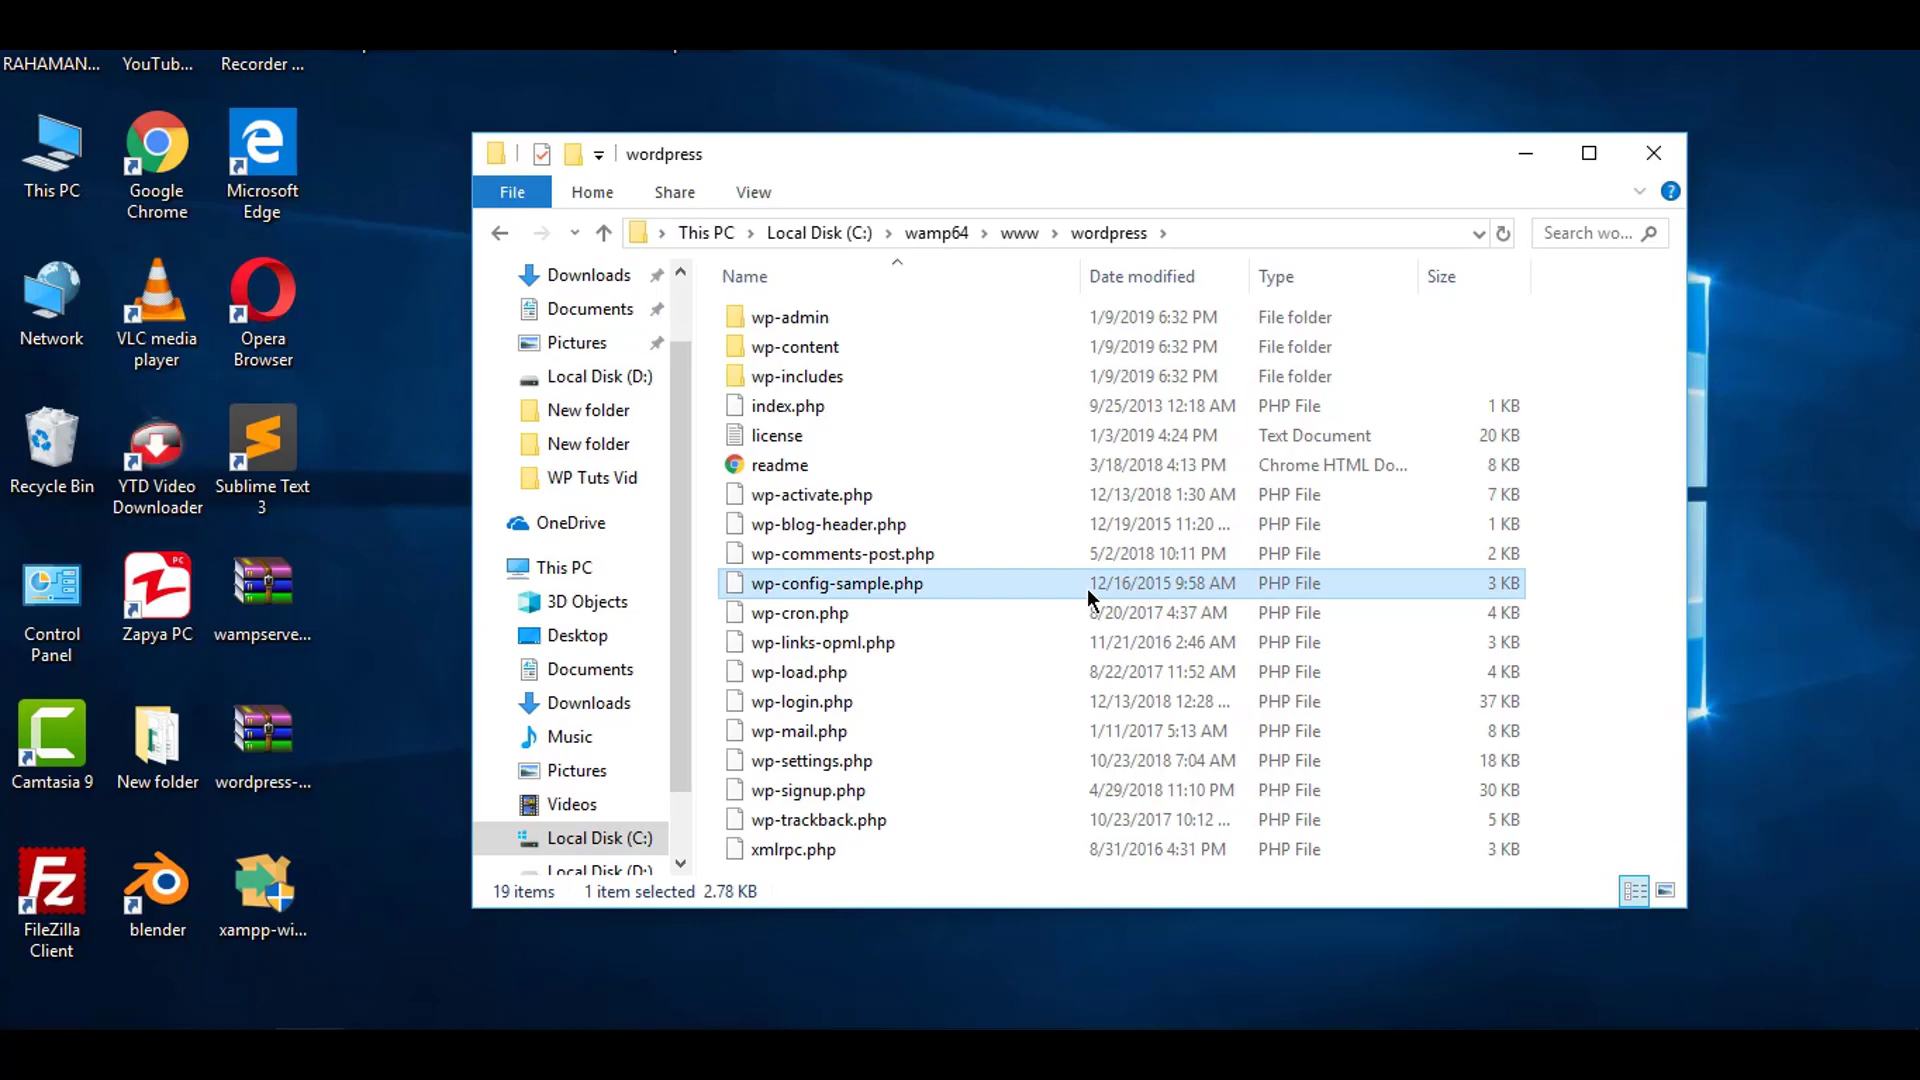 RAHAMAN... YouTub... Recorder ...
This PC
Google
Chrome
Microsoft
Edge
Network
VLC media
player
Opera
Browser
Recycle Bin
YTD Video
Downloader
Sublime Text
3
Control
Panel
PC
Zapya PC
wampserve...
Camtasia 9
New folder
wordpress-...
FileZilla
Client
blender
xampp-wi...
wordpress
File Home Share View
This PC Local Disk (C:) wamp64 www wordpress
Search wo...
Downloads
Documents
Pictures
Local Disk (D:)
New folder
New folder
WP Tuts Vid
OneDrive
This PC
3D Objects
Desktop
Documents
Downloads
Music
Pictures
Videos
Local Disk (C:)
Local Disk (D:)
Name Date modified Type Size
wp-admin 1/9/2019 6:32 PM File folder
wp-content 1/9/2019 6:32 PM File folder
wp-includes 1/9/2019 6:32 PM File folder
index.php 9/25/2013 12:18 AM PHP File 1 KB
license 1/3/2019 4:24 PM Text Document 20 KB
readme 3/18/2018 4:13 PM Chrome HTML Do... 8 KB
wp-activate.php 12/13/2018 1:30 AM PHP File 7 KB
wp-blog-header.php 12/19/2015 11:20 ... PHP File 1 KB
wp-comments-post.php 5/2/2018 10:11 PM PHP File 2 KB
wp-config-sample.php 12/16/2015 9:58 AM PHP File 3 KB
wp-cron.php 8/20/2017 4:37 AM PHP File 4 KB
wp-links-opml.php 11/21/2016 2:46 AM PHP File 3 KB
wp-load.php 8/22/2017 11:52 AM PHP File 4 KB
wp-login.php 12/13/2018 12:28 ... PHP File 37 KB
wp-mail.php 1/11/2017 5:13 AM PHP File 8 KB
wp-settings.php 10/23/2018 7:04 AM PHP File 18 KB
wp-signup.php 4/29/2018 11:10 PM PHP File 30 KB
wp-trackback.php 10/23/2017 10:12 ... PHP File 5 KB
xmlrpc.php 8/31/2016 4:31 PM PHP File 3 KB
19 items 1 item selected 2.78 KB